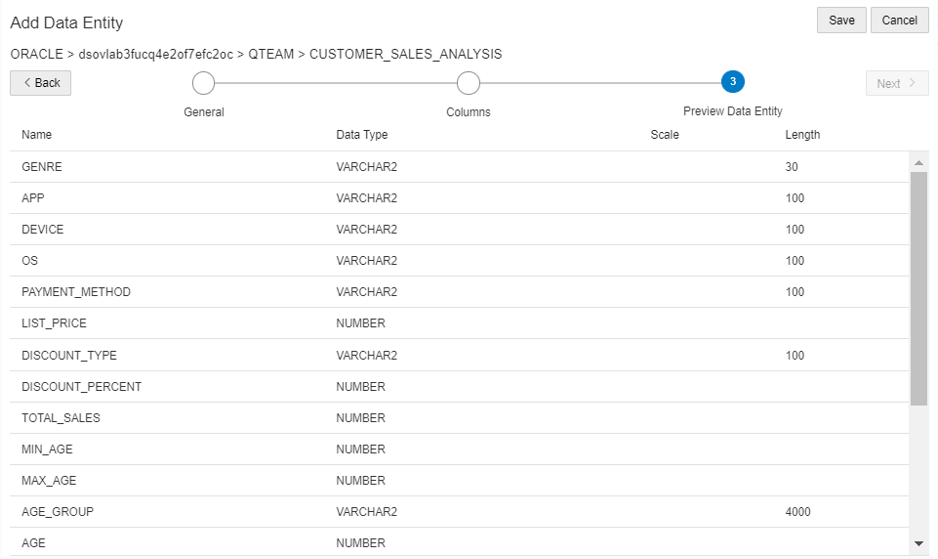 Add Data Entity
Save Cancel
ORACLE > dsovlab3fucq4e2of7efc2oc > QTEAM > CUSTOMER_SALES_ANALYSIS
< Back 3 Next >
General Columns Preview Data Entity
Name Data Type Scale Length
GENRE VARCHAR2 30
APP VARCHAR2 100
DEVICE VARCHAR2 100
OS VARCHAR2 100
PAYMENT_METHOD VARCHAR2 100
LIST_PRICE NUMBER
DISCOUNT_TYPE VARCHAR2 100
DISCOUNT_PERCENT NUMBER
TOTAL_SALES NUMBER
MIN_AGE NUMBER
MAX_AGE NUMBER
AGE_GROUP VARCHAR2 4000
AGE NUMBER